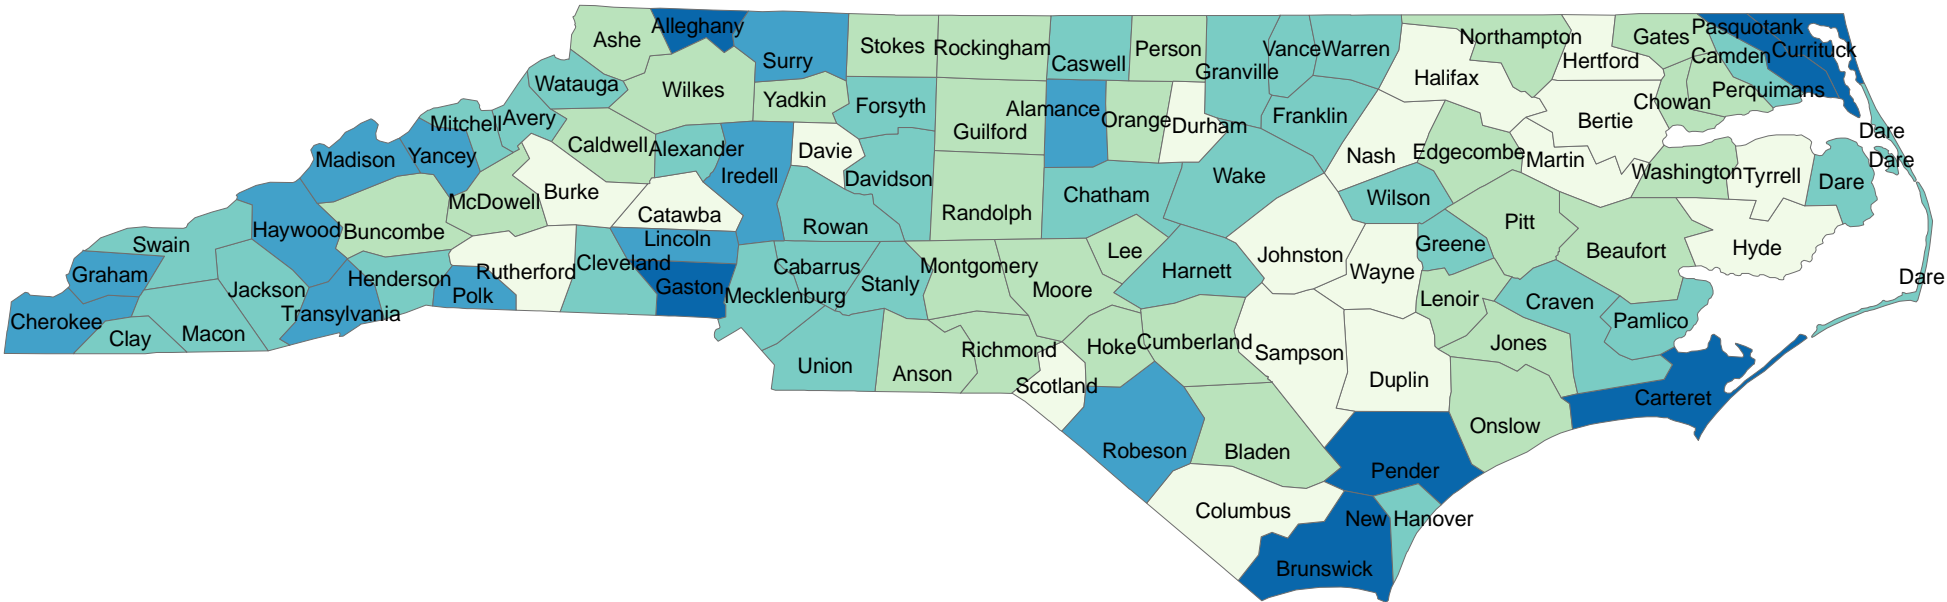 Alleghany
Ashe
Surry
Stokes
Rockingham
Caswell
Person
Granville
Vance
Warren
Northampton
Hertford
Gates
Pasquotank
Camden
Currituck
Watauga
Wilkes
Yadkin
Forsyth
Guilford
Alamance
Orange
Durham
Franklin
Halifax
Bertie
Chowan
Perquimans
Mitchell
Avery
Caldwell
Alexander
Davie
Davidson
Iredell
Madison
Yancey
McDowell
Burke
Catawba
Rowan
Randolph
Chatham
Wake
Nash
Edgecombe
Martin
Washington
Tyrrell
Dare
Dare
Dare
Wilson
Haywood
Buncombe
Swain
Graham
Rutherford
Lincoln
Cleveland
Gaston
Mecklenburg
Cabarrus
Stanly
Montgomery
Moore
Lee
Harnett
Johnston
Wayne
Greene
Pitt
Beaufort
Hyde
Dare
Cherokee
Clay
Macon
Jackson
Transylvania
Henderson
Polk
Union
Anson
Richmond
Scotland
Hoke
Cumberland
Sampson
Duplin
Lenoir
Craven
Jones
Pamlico
Carteret
Onslow
Robeson
Bladen
Pender
Columbus
New Hanover
Brunswick